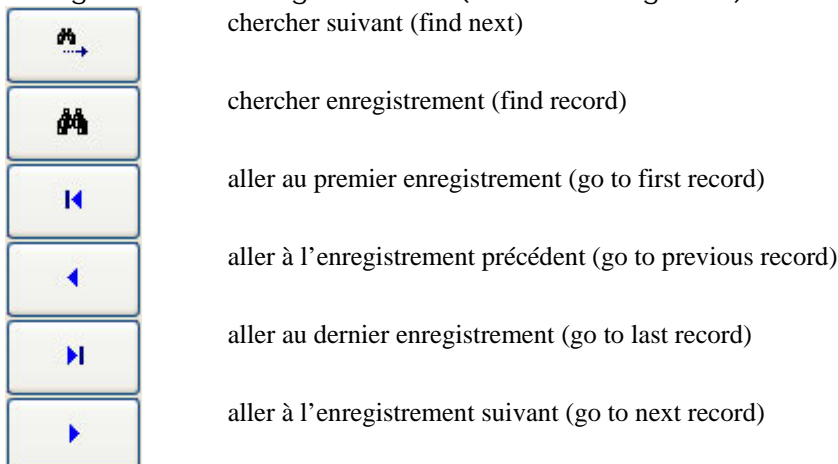 chercher suivant (find next)
chercher enregistrement (find record)
aller au premier enregistrement (go to first record)
aller à l’enregistrement précédent (go to previous record)
aller au dernier enregistrement (go to last record)
aller à l’enregistrement suivant (go to next record)